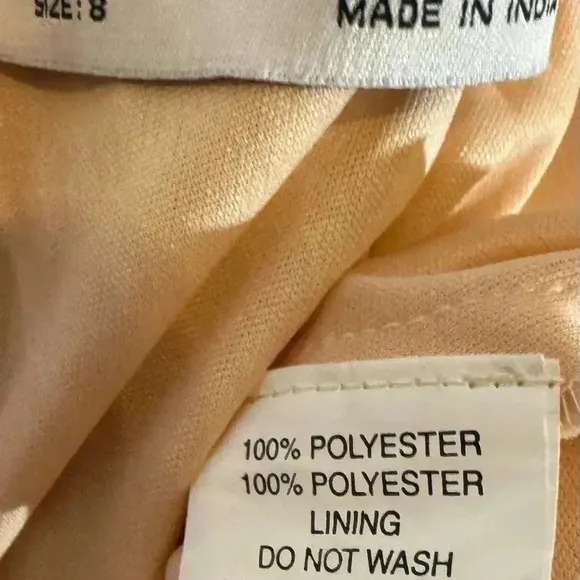 SIZE: 8
MADE IN INDIA
100% POLYESTER
100% POLYESTER
LINING
DO NOT WASH